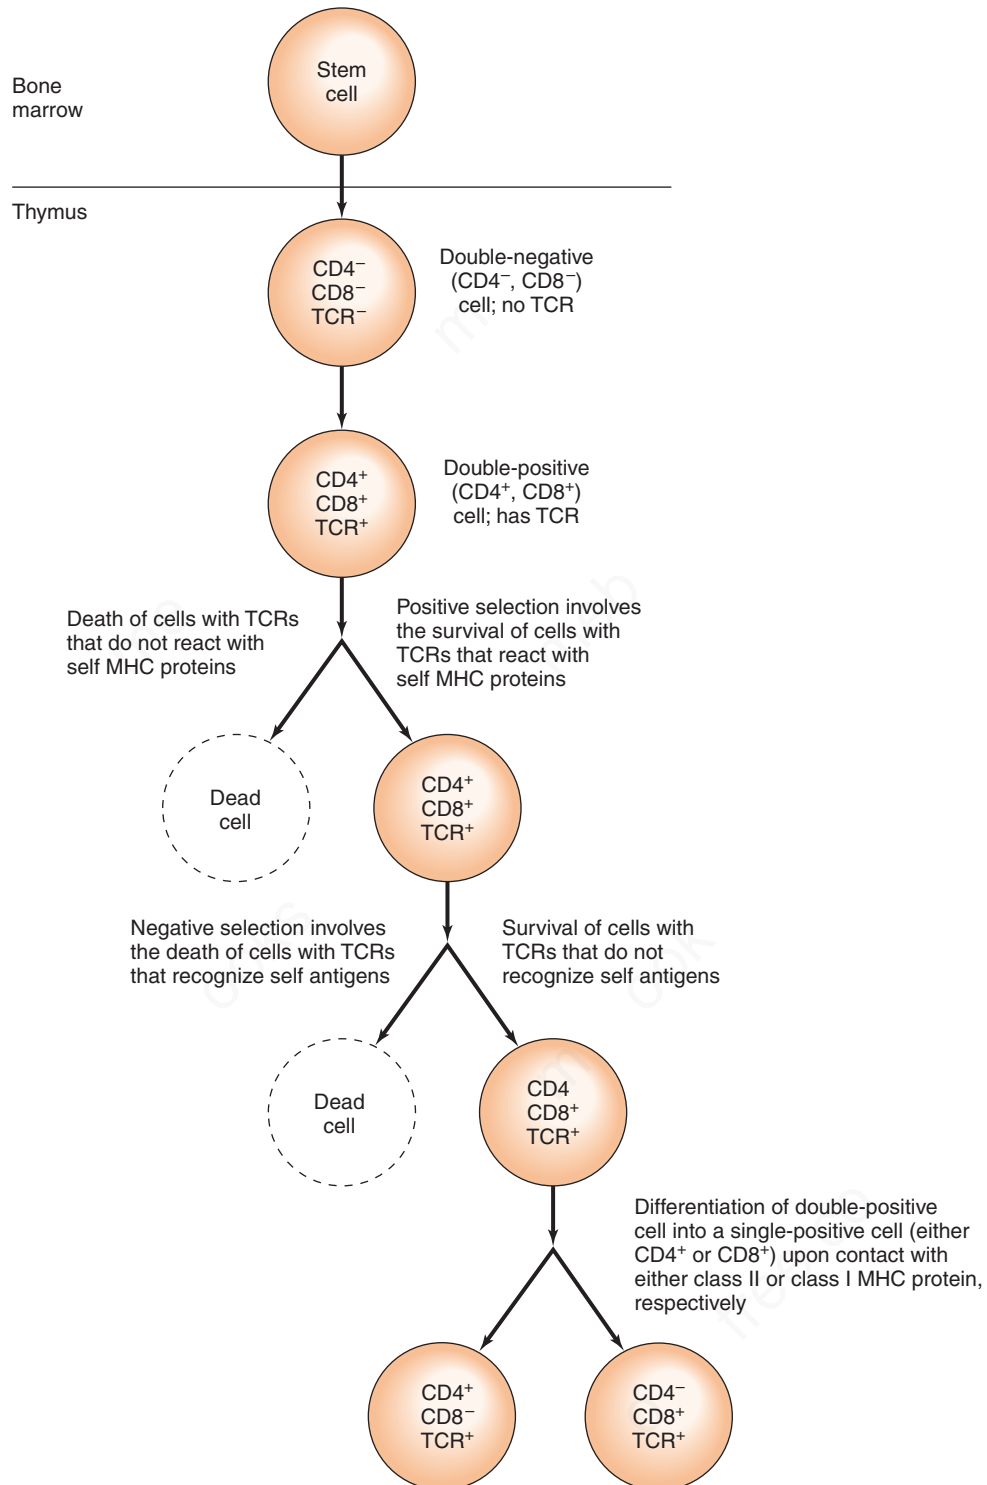 Stem
cell
Bone
marrow
Thymus
CD4⁻
CD8⁻
TCR⁻
Double-negative
(CD4⁻, CD8⁻)
cell; no TCR
CD4⁺
CD8⁺
TCR⁺
Double-positive
(CD4⁺, CD8⁺)
cell; has TCR
Death of cells with TCRs
that do not react with
self MHC proteins
Positive selection involves
the survival of cells with
TCRs that react with
self MHC proteins
Dead
cell
CD4⁺
CD8⁺
TCR⁺
Negative selection involves
the death of cells with TCRs
that recognize self antigens
Survival of cells with
TCRs that do not
recognize self antigens
Dead
cell
CD4
CD8⁺
TCR⁺
Differentiation of double-positive
cell into a single-positive cell (either
CD4⁺ or CD8⁺) upon contact with
either class II or class I MHC protein,
respectively
CD4⁺
CD8⁻
TCR⁺
CD4⁻
CD8⁺
TCR⁺